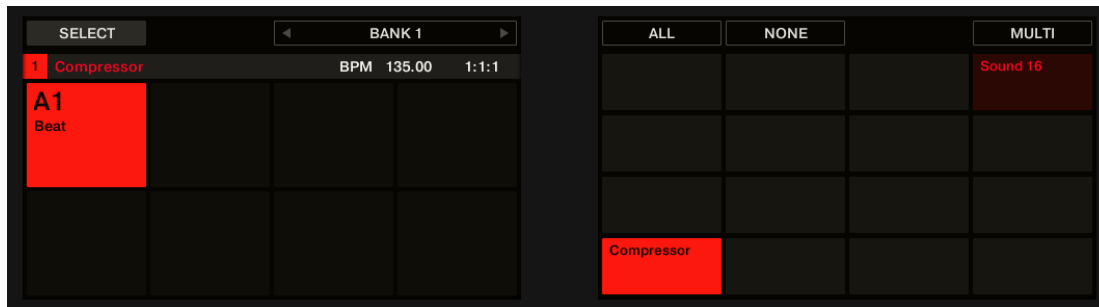 SELECT
BANK 1
1 Compressor BPM 135.00 1:1:1
A1
Beat
ALL NONE MULTI
Sound 16
Compressor